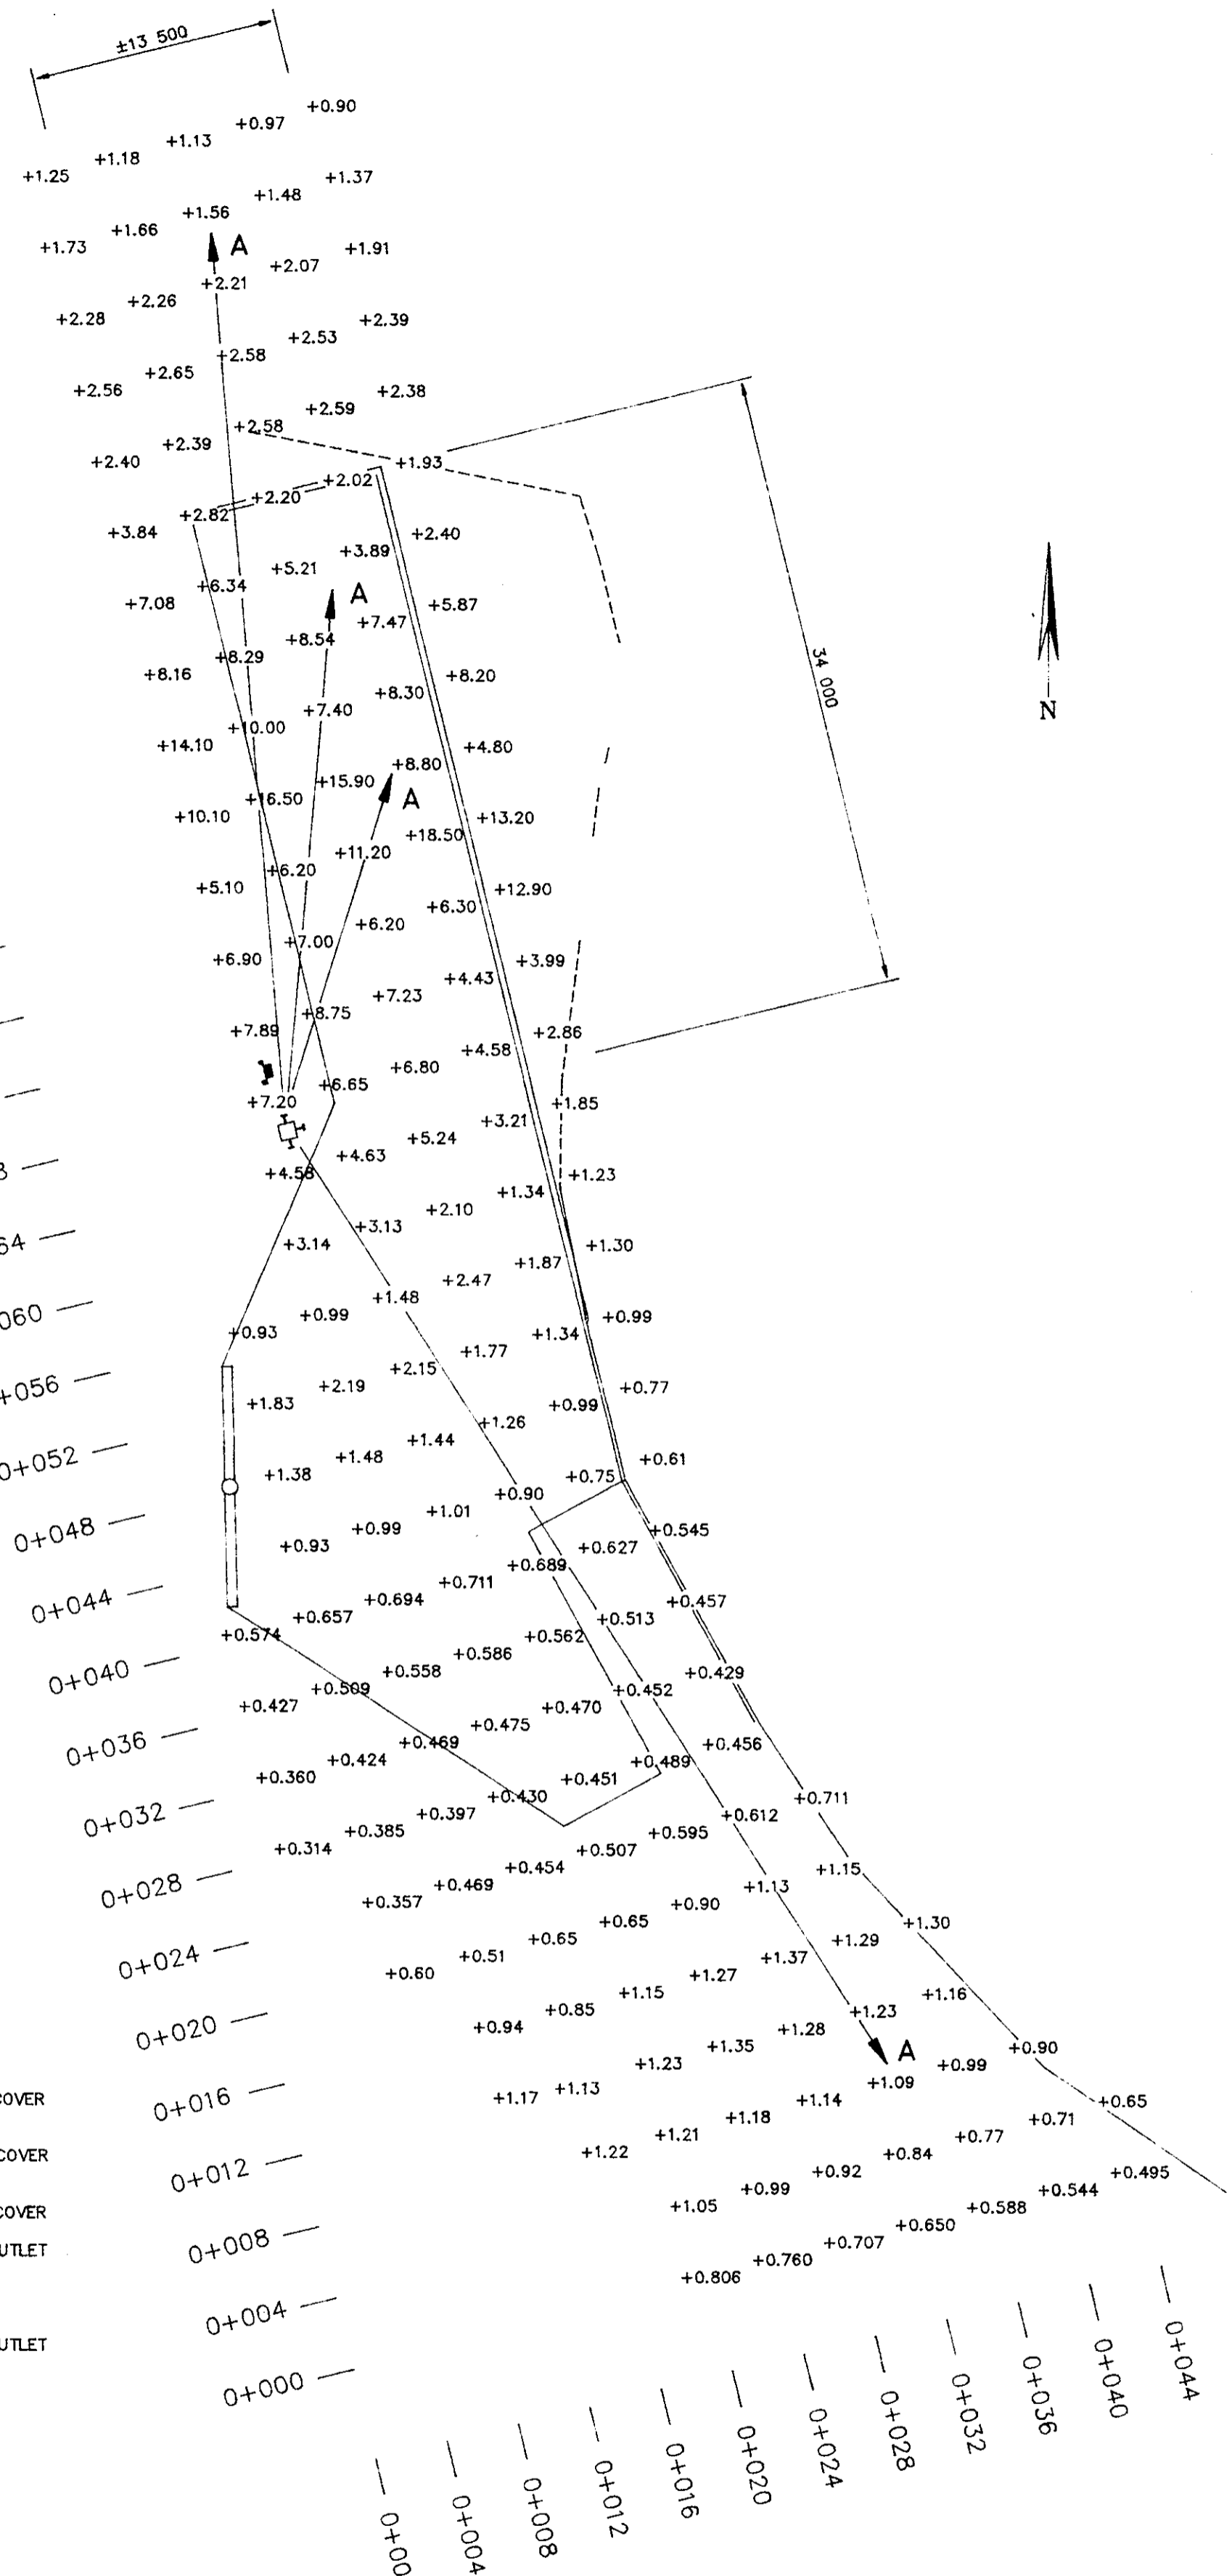 ±13 500
+1.25 +1.18 +1.13 +0.97 +0.90
+1.73 +1.66 +1.56 +1.48 +1.37
A
+2.28 +2.26 +2.21 +2.07 +1.91
+2.56 +2.65 +2.58 +2.53 +2.39
+2.40 +2.39 +2.58 +2.59 +2.38
+3.84 +2.82 +2.20 +2.02 +1.93
+7.08 +6.34 +5.21 +3.89 +2.40
A
+8.16 +8.29 +8.54 +7.47 +5.87
34 000
N
+14.10 +10.00 +7.40 +8.30 +8.20
+10.10 +16.50 +15.90 +8.80 +4.80
A
+5.10 +6.20 +11.20 +18.50 +13.20
+6.90 +7.00 +6.20 +6.30 +12.90
+7.89 +8.75 +7.23 +4.43 +3.99
+7.20 +6.65 +6.80 +4.58 +2.86
+4.58 +4.63 +5.24 +3.21 +1.85
+3.14 +3.13 +2.10 +1.34 +1.23
64
+0.93 +0.99 +1.48 +2.47 +1.87 +1.30
060
+1.83 +2.19 +2.15 +1.77 +1.34 +0.99
+056
+1.38 +1.48 +1.44 +1.26 +0.99 +0.77
0+052
+0.93 +0.99 +1.01 +0.90 +0.75 +0.61
0+048
+0.574 +0.657 +0.694 +0.711 +0.689 +0.627 +0.545
0+044
+0.427 +0.509 +0.558 +0.586 +0.562 +0.513 +0.457
0+040
+0.360 +0.424 +0.469 +0.475 +0.470 +0.452 +0.429
0+036
+0.314 +0.385 +0.397 +0.430 +0.451 +0.489 +0.456
0+032
+0.357 +0.469 +0.454 +0.507 +0.595 +0.612 +0.711
0+028
+0.60 +0.51 +0.65 +0.65 +0.90 +1.13 +1.15
0+024
+0.94 +0.85 +1.15 +1.27 +1.37 +1.29 +1.30
0+020
+1.17 +1.13 +1.23 +1.35 +1.28 +1.23 +1.16
A
0+016
+1.22 +1.21 +1.18 +1.14 +1.09 +0.99 +0.90
0+012
+1.05 +0.99 +0.92 +0.84 +0.77 +0.71 +0.65
0+008
+0.806 +0.760 +0.707 +0.650 +0.588 +0.544 +0.495
0+004
0+000
COVER
COVER
COVER
UTLET
UTLET
0+00
0+004
0+008
0+012
0+016
0+020
0+024
0+028
0+032
0+036
0+040
0+044